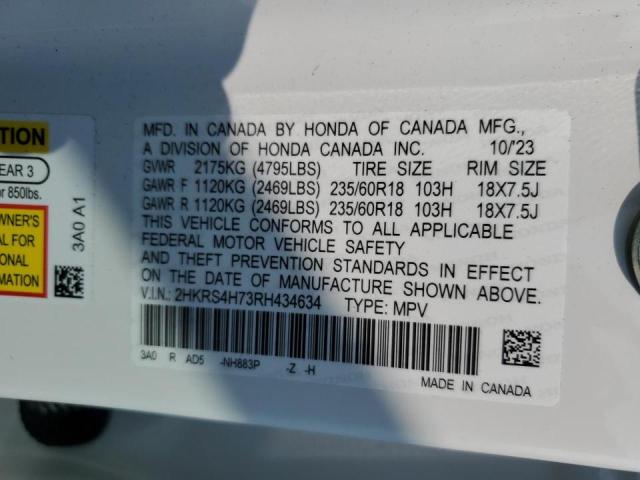 MFD. IN CANADA BY HONDA OF CANADA MFG.,
A DIVISION OF HONDA CANADA INC. 10/'23
GVWR 2175KG (4795LBS) TIRE SIZE RIM SIZE
GAWR F 1120KG (2469LBS) 235/60R18 103H 18X7.5J
GAWR R 1120KG (2469LBS) 235/60R18 103H 18X7.5J
THIS VEHICLE CONFORMS TO ALL APPLICABLE
FEDERAL MOTOR VEHICLE SAFETY
AND THEFT PREVENTION STANDARDS IN EFFECT
ON THE DATE OF MANUFACTURE SHOWN ABOVE.
V.I.N.: 2HKRS4H73RH434634 TYPE: MPV
3A0 R AD5 -NH883P -Z -H
MADE IN CANADA
TION
EAR 3
r 850lbs.
OWNER'S
AL FOR
ONAL
RMATION
3A0 A1